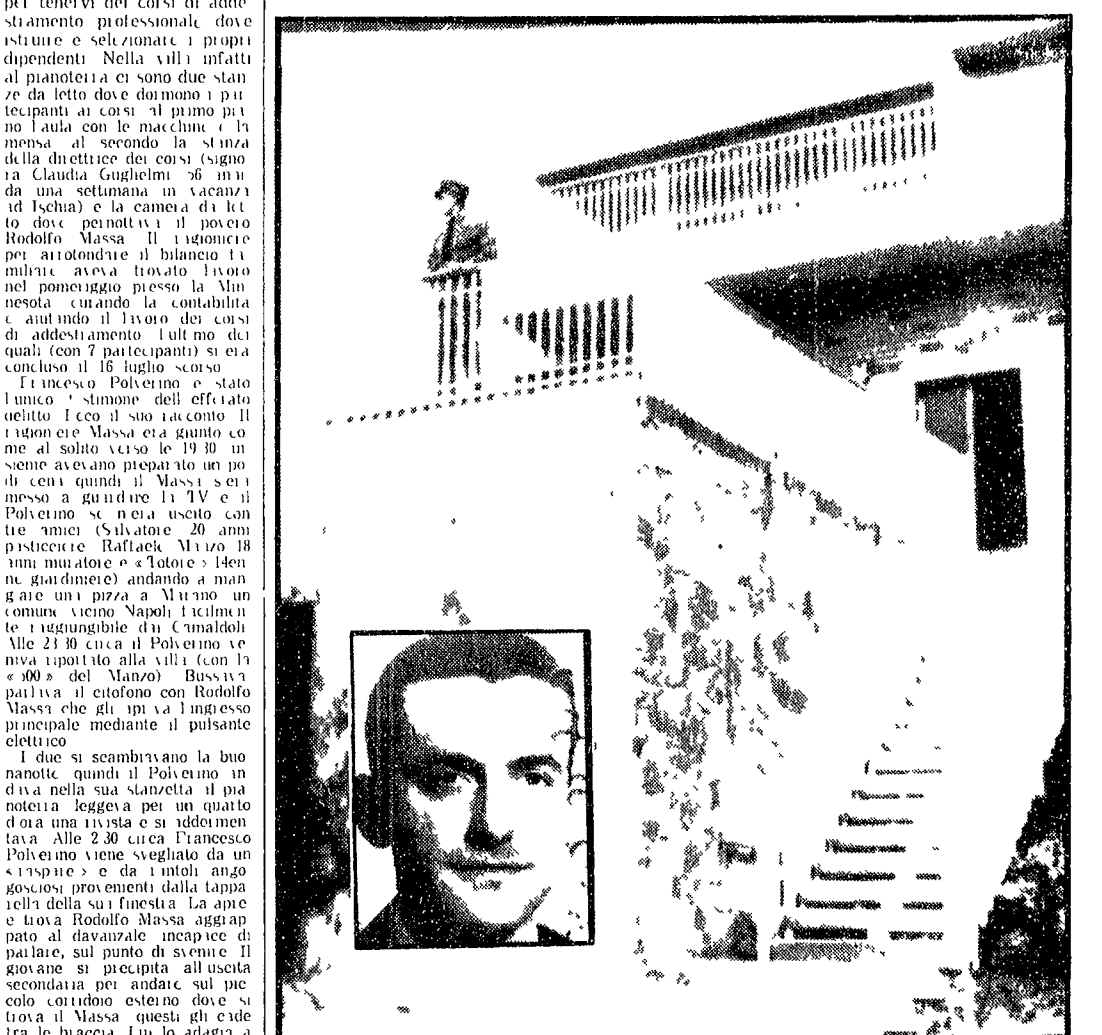 per tenervi dei corsi di adde
stramento professionale dove
istruire e selezionare i propri
dipendenti Nella villa infatti
al pianoterra ci sono due stan
ze da letto dove dormono i par
tecipanti ai corsi al primo pia
no l aula con le macchine e la
mensa al secondo la stanza
della direttrice dei corsi (signo
ra Claudia Guglielmi 56 anni
da una settimana in vacanza
ad Ischia) e la camera da let
to dove pernottava il povero
Rodolfo Massa Il ragioniere
per arrotondare il bilancio fa
miliare aveva trovato lavoro
nel pomeriggio presso la Min
nesota curando la contabilita
e aiutando il lavoro dei corsi
di addestramento l ultimo dei
quali (con 7 partecipanti) si era
concluso il 16 luglio scorso
Francesco Polverino e stato
l unico testimone dell efferato
delitto Ecco il suo racconto Il
ragioniere Massa era giunto co
me al solito verso le 19 30 in
sieme avevano preparato un po
di cena quindi il Massa s era
messo a guardare la TV e il
Polverino se n era uscito con
tre amici (Salvatore 20 anni
pasticciere Raffaele Manzo 18
anni muratore e « Totore » 14en
ne giardiniere) andando a man
giare una pizza a Marano un
comune vicino Napoli facilmen
te raggiungibile dai Camaldoli
Alle 23 30 circa il Polverino ve
niva riportato alla villa (con la
« 500 » del Manzo) Bussava
parlava al citofono con Rodolfo
Massa che gli apriva l ingresso
principale mediante il pulsante
elettrico
I due si scambiavano la buo
nanotte quindi il Polverino an
dava nella sua stanzetta al pia
noterra leggeva per un quarto
d ora una rivista e si addormen
tava Alle 2 30 circa Francesco
Polverino viene svegliato da un
« raspare » e da rantoli ango
gosciosi provenienti dalla tappa
rella della sua finestra La apre
e trova Rodolfo Massa aggrap
pato al davanzale incapace di
parlare, sul punto di svenire Il
giovane si precipita all uscita
secondaria per andare sul pic
colo corridoio esterno dove si
trova il Massa questi gli cade
tra le braccia Lui lo adagia a